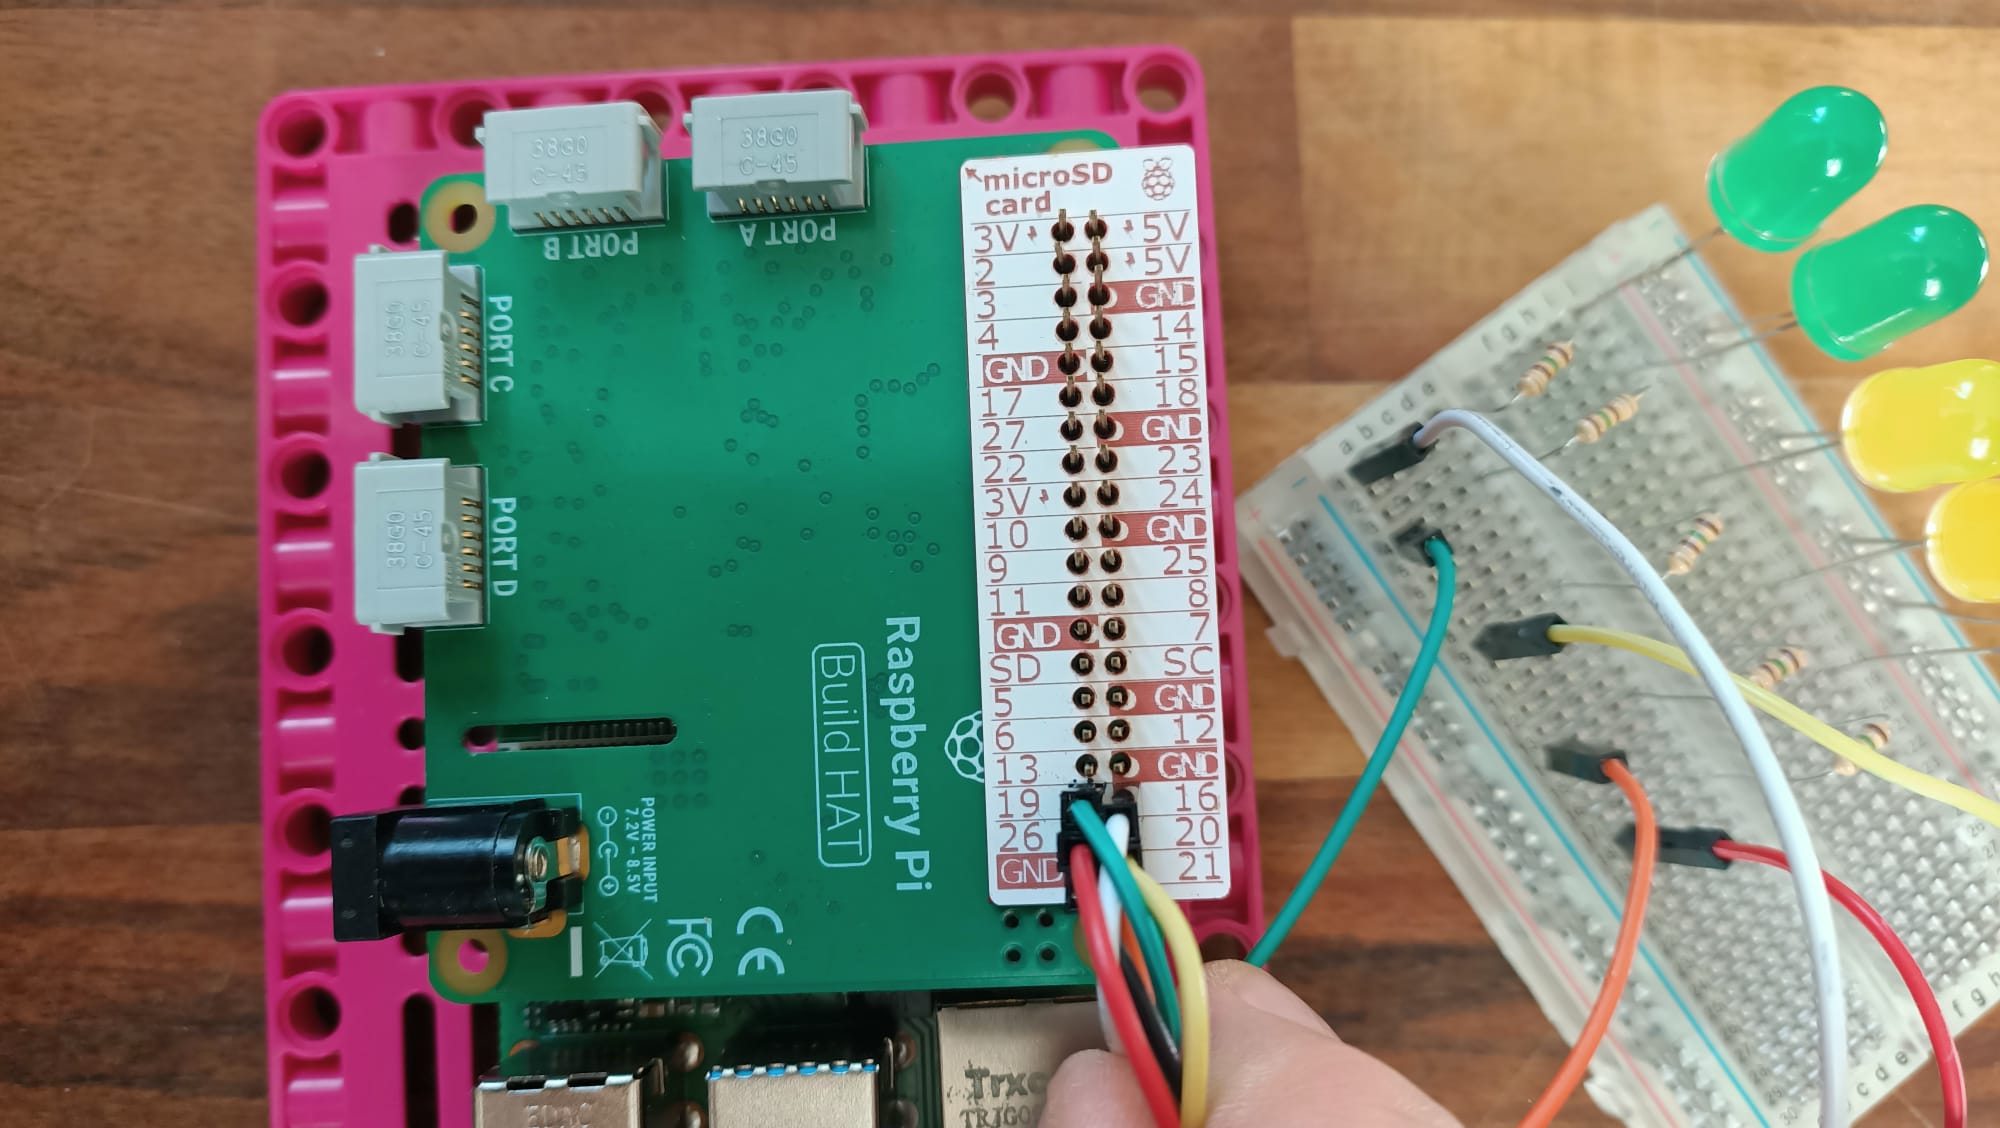 38G0
C-45
38G0
C-45
PORT B
PORT A
38G0
C-45
PORT C
38G0
C-45
PORT D
microSD
card
3V 5V
2 5V
3 GND
4 14
GND 15
17 18
27 GND
22 23
3V 24
10 GND
9 25
11 8
GND 7
SD SC
5 GND
6 12
13 GND
19 16
26 20
GND 21
Raspberry Pi
Build HAT
POWER INPUT
7.2V - 8.5V
FC
CE
a b c d e
f g h
c d e
f g h